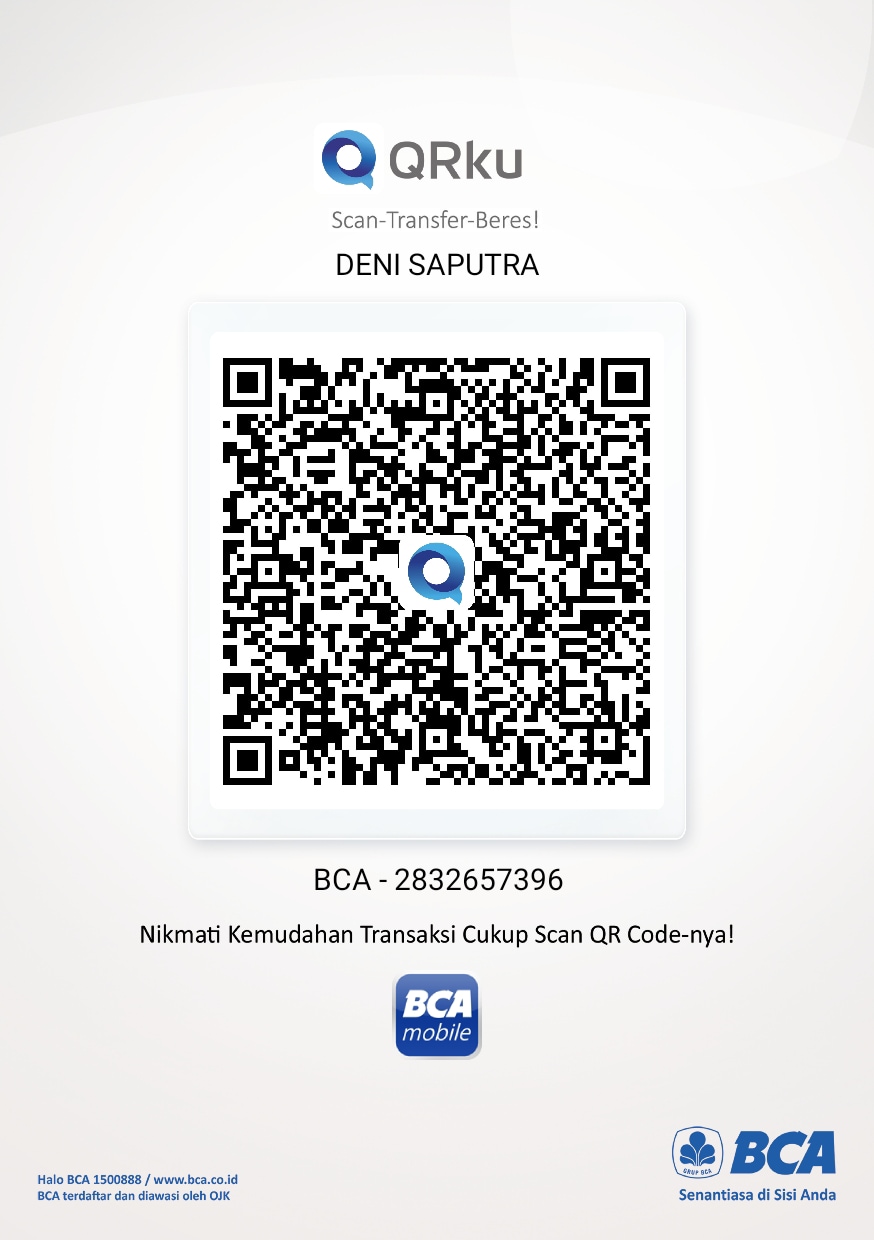 QRku
Scan-Transfer-Beres!
DENI SAPUTRA
BCA - 2832657396
Nikmati Kemudahan Transaksi Cukup Scan QR Code-nya!
BCA
mobile
GRUP BCA
BCA
Senantiasa di Sisi Anda
Halo BCA 1500888 / www.bca.co.id
BCA terdaftar dan diawasi oleh OJK